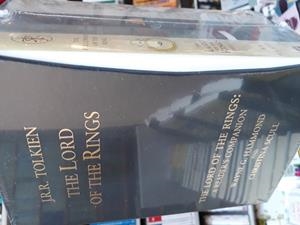 J.R.R. TOLKIEN
THE LORD
OF THE RINGS
THE LORD OF THE RINGS:
A READER'S COMPANION
WAYNE G. HAMMOND
CHRISTINA SCULL